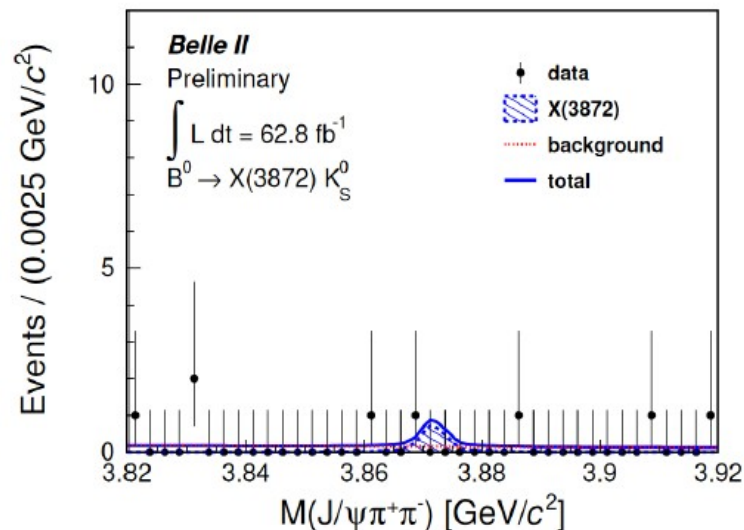 Belle II
Preliminary
∫ L dt = 62.8 fb⁻¹
B⁰ → X(3872) K⁰_S
data
X(3872)
background
total
Events / (0.0025 GeV/c²)
10
5
0
3.82 3.84 3.86 3.88 3.9 3.92
M(J/ψπ⁺π⁻) [GeV/c²]